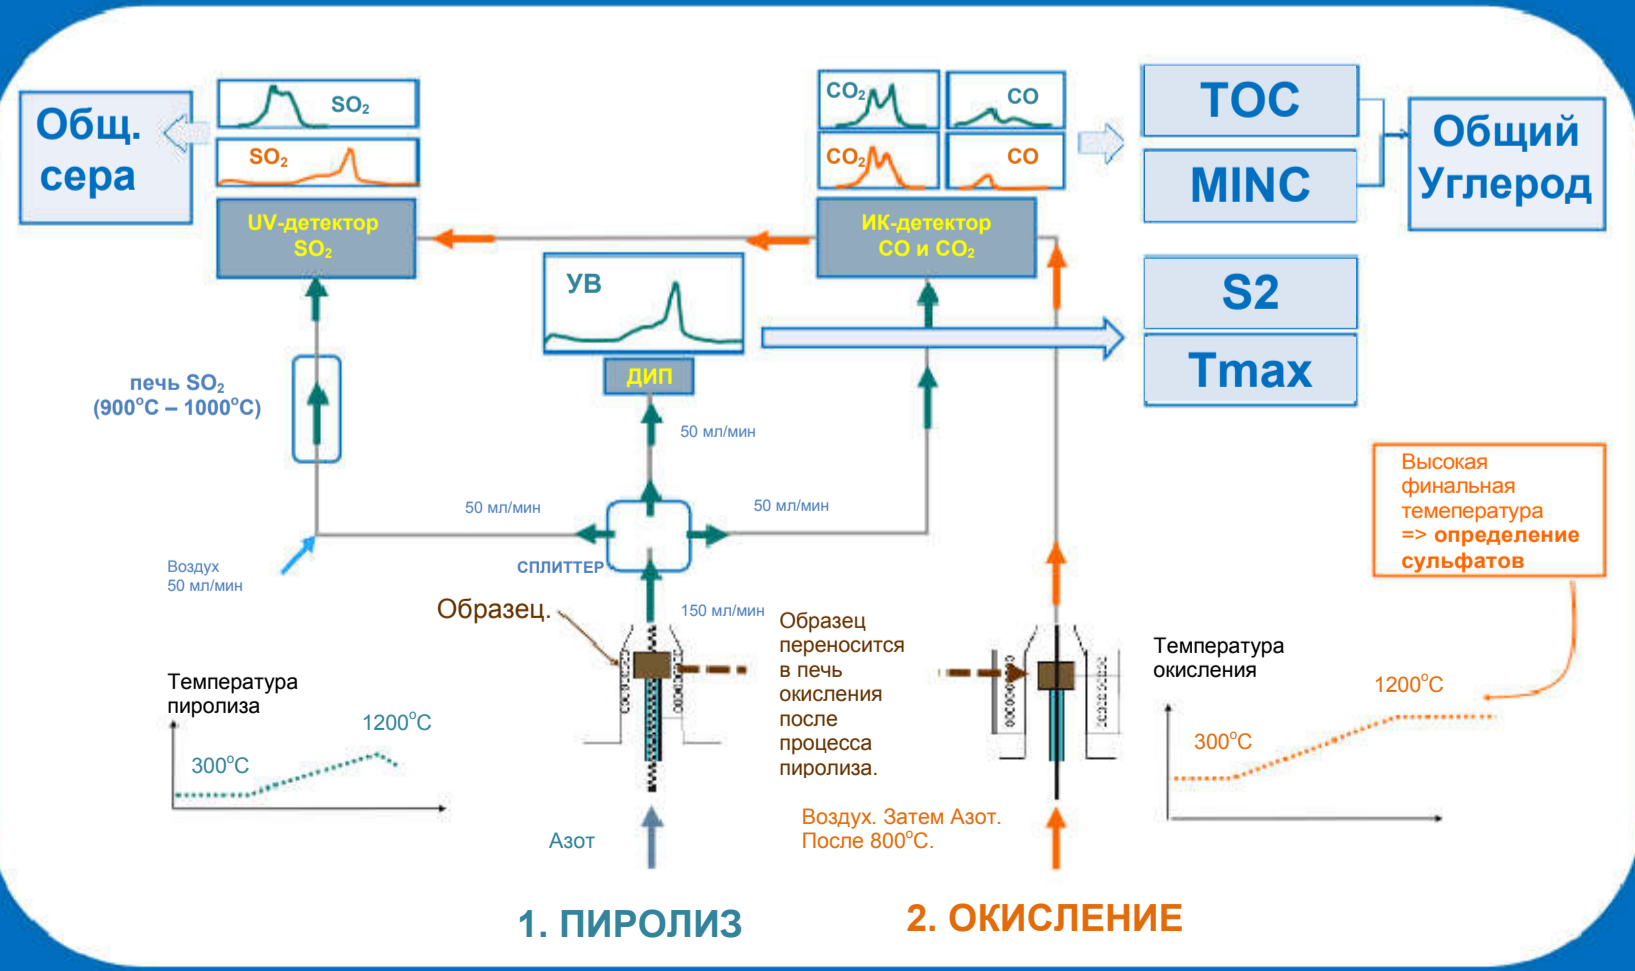 Общ.
сера
SO₂
SO₂
UV-детектор
SO₂
CO₂
CO
CO₂
CO
ИК-детектор
CO и CO₂
TOC
MINC
Общий
Углерод
S2
Tmax
УВ
ДИП
печь SO₂
(900°C – 1000°C)
50 мл/мин
50 мл/мин
50 мл/мин
Воздух
50 мл/мин
СПЛИТТЕР
150 мл/мин
Образец.
Образец
переносится
в печь
окисления
после
процесса
пиролиза.
Высокая
финальная
темепература
=> определение
сульфатов
Температура
пиролиза
1200°C
300°C
Температура
окисления
1200°C
300°C
Азот
Воздух. Затем Азот.
После 800°C.
1. ПИРОЛИЗ
2. ОКИСЛЕНИЕ